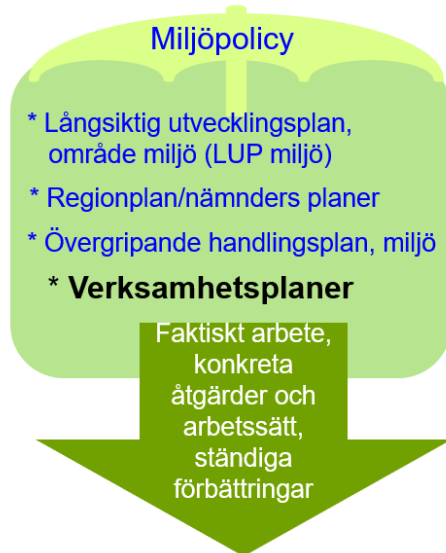 Miljöpolicy
* Långsiktig utvecklingsplan,
område miljö (LUP miljö)
* Regionplan/nämnders planer
* Övergripande handlingsplan, miljö
* Verksamhetsplaner
Faktiskt arbete,
konkreta
åtgärder och
arbetssätt,
ständiga
förbättringar